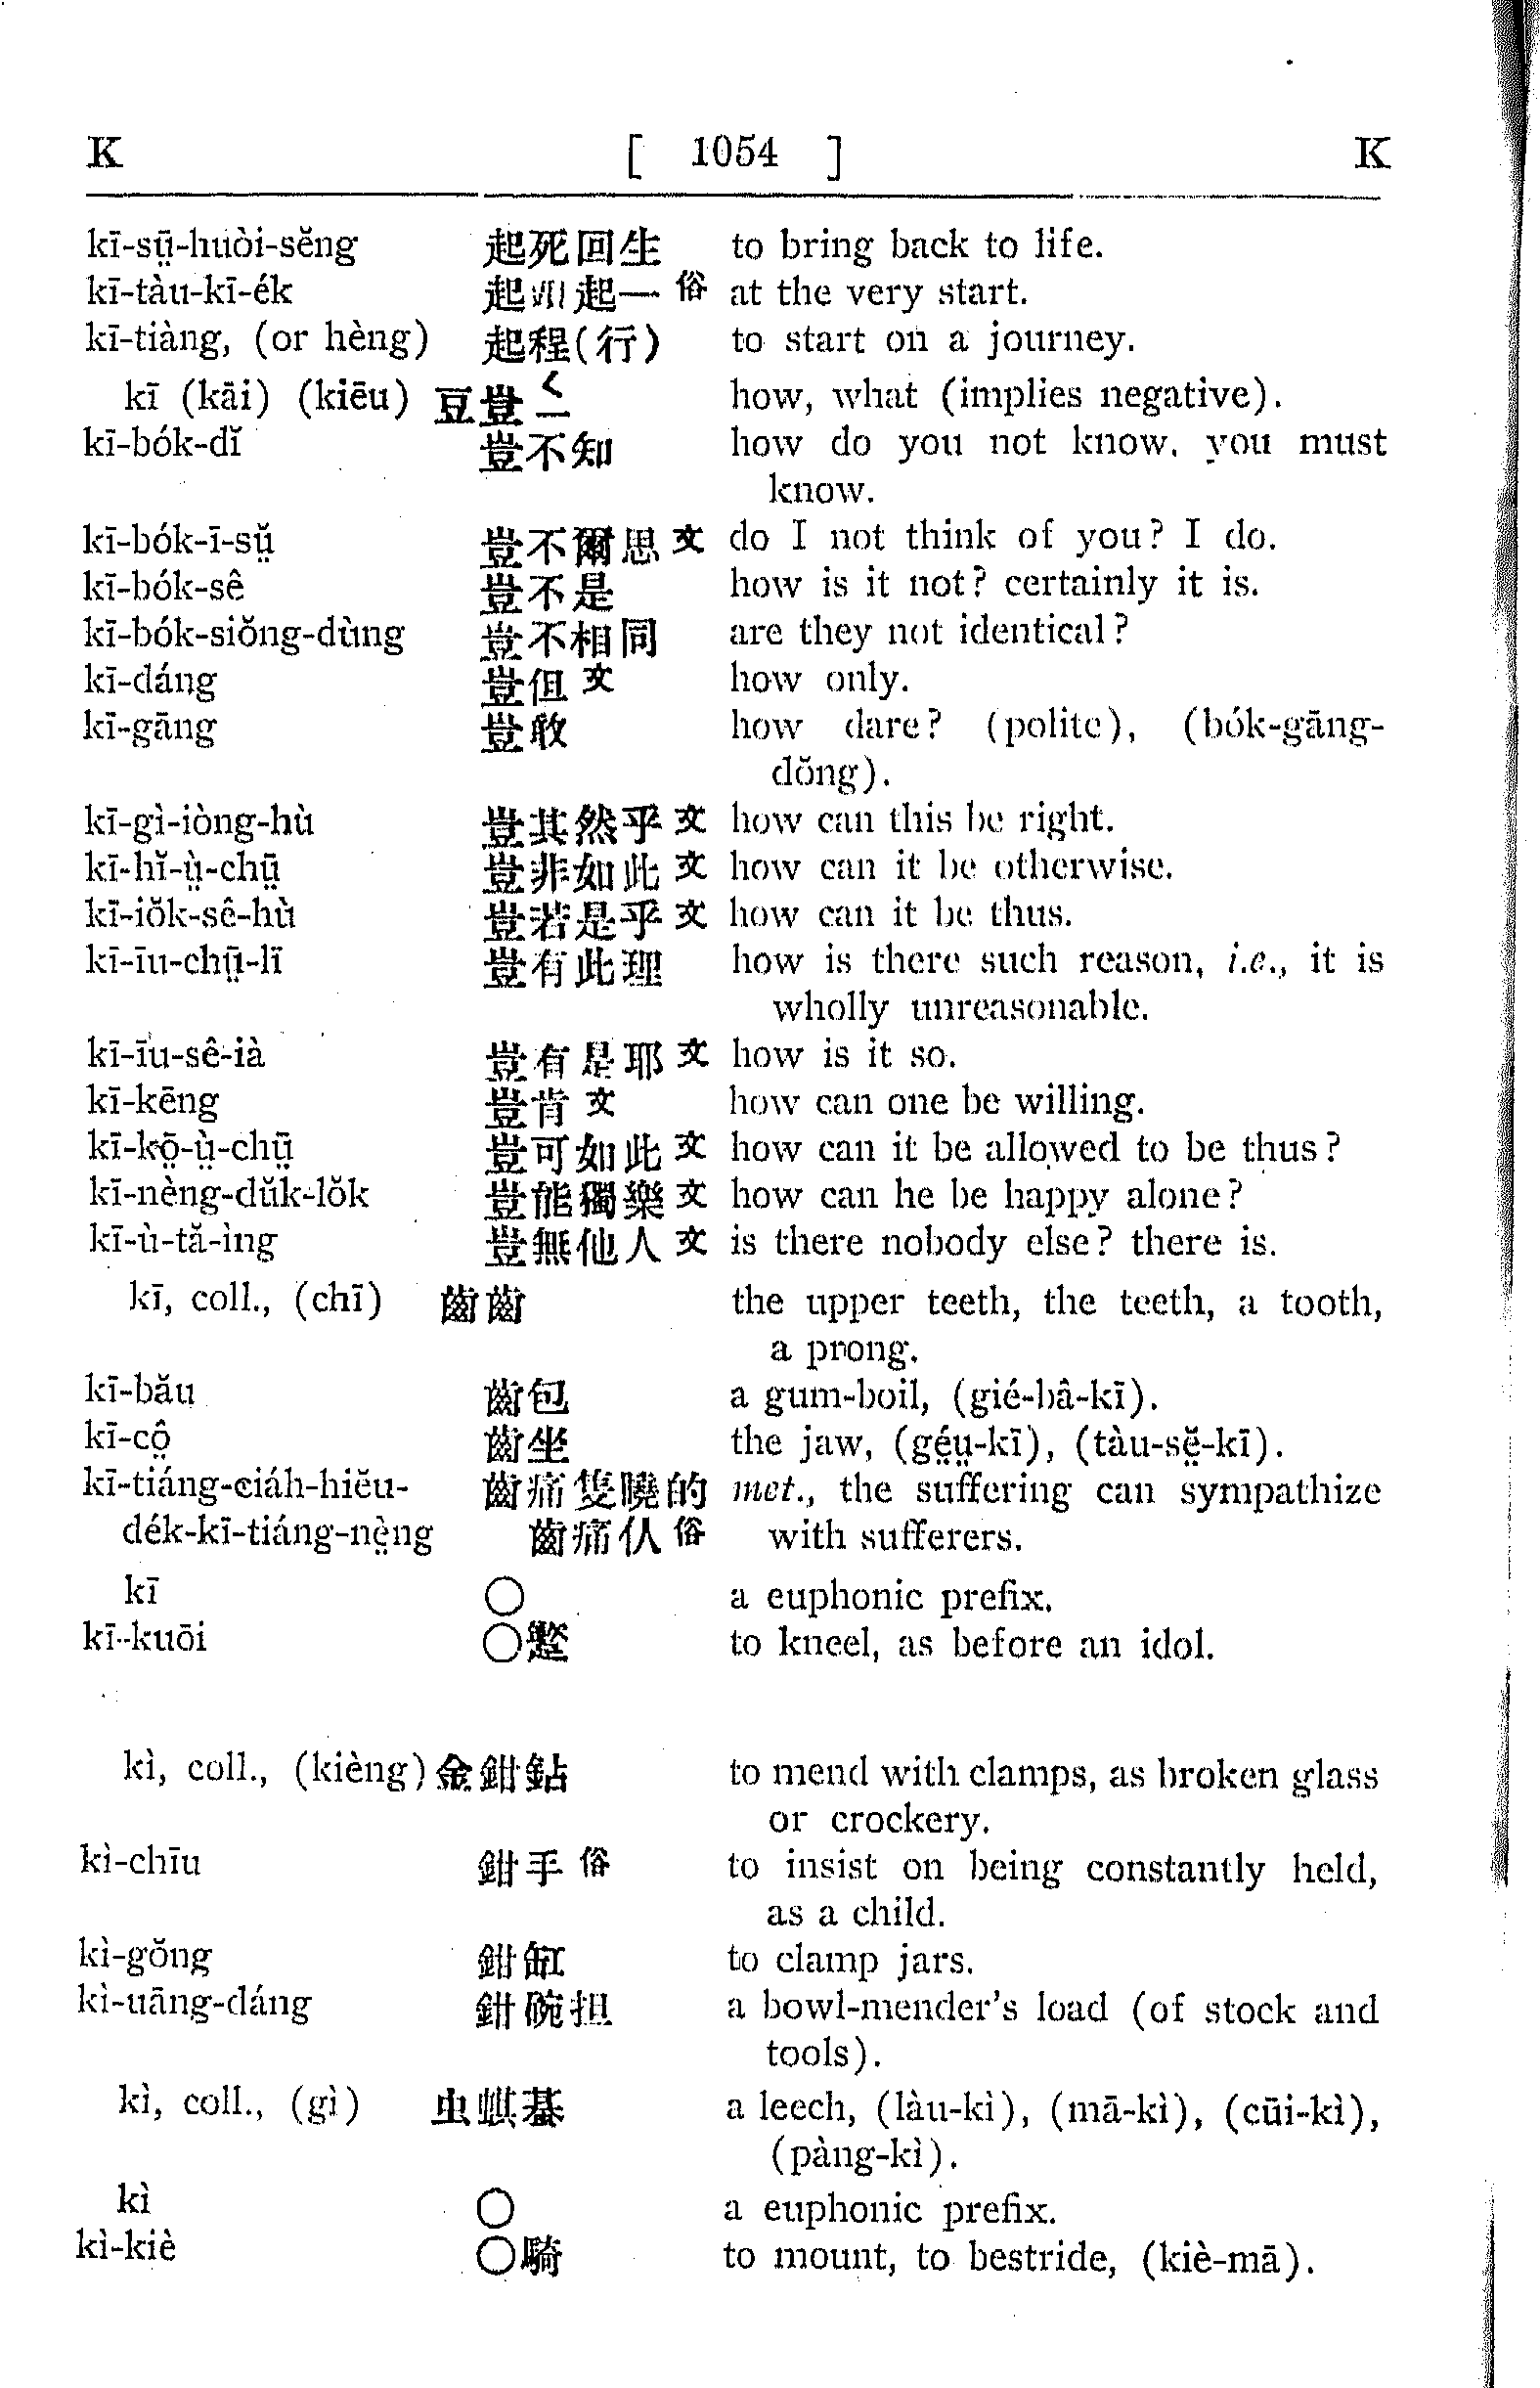 K [ 1054 ] K
kī-sṳ̄-huòi-sĕng 起死回生 to bring back to life.
kī-tàu-kī-ék 起頭起一 俗 at the very start.
kī-tiàng, (or hèng) 起程(行) to start on a journey.
kī (kāi) (kiēu) 豆豈 how, what (implies negative).
kī-bók-dĭ 豈不知 how do you not know, you must
know.
kī-bók-ī-sṳ̆ 豈不爾思 文 do I not think of you? I do.
kī-bók-sê 豈不是 how is it not? certainly it is.
kī-bók-siŏng-dùng 豈不相同 are they not identical?
kī-dáng 豈但 文 how only.
kī-gāng 豈敢 how dare? (polite), (bók-gāng-
dŏng).
kī-gì-iòng-hù 豈其然乎 文 how can this be right.
kī-hĭ-ṳ̀-chṳ̄ 豈非如此 文 how can it be otherwise.
kī-iŏk-sê-hù 豈若是乎 文 how can it be thus.
kī-īu-chṳ̄-lī 豈有此理 how is there such reason, i.e., it is
wholly unreasonable.
kī-īu-sê-ià 豈有是耶 文 how is it so.
kī-kēng 豈肯 文 how can one be willing.
kī-kō̤-ṳ̀-chṳ̄ 豈可如此 文 how can it be allowed to be thus?
kī-nèng-dŭk-lŏk 豈能獨樂 文 how can he be happy alone?
kī-ù-tă-ìng 豈無他人 文 is there nobody else? there is.
kī, coll., (chī) 齒齒 the upper teeth, the teeth, a tooth,
a prong.
kī-bău 齒包 a gum-boil, (gié-bâ-kī).
kī-cô̤ 齒坐 the jaw, (gé̤ṳ-kī), (tàu-sĕ̤-kī).
kī-tiáng-ciáh-hiĕu- 齒痛隻曉的 met., the suffering can sympathize
dék-kī-tiáng-nè̤ng 齒痛仈 俗 with sufferers.
kī ○ a euphonic prefix.
kī-kuōi ○ to kneel, as before an idol.
kì, coll., (kièng) 金鉗鉆 to mend with clamps, as broken glass
or crockery.
kì-chīu 鉗手 俗 to insist on being constantly held,
as a child.
kì-gŏng 鉗缸 to clamp jars.
kì-uāng-dáng 鉗碗担 a bowl-mender's load (of stock and
tools).
kì, coll., (gì) 虫蜞 a leech, (làu-kì), (mā-kì), (cūi-kì),
(pàng-kì).
kì ○ a euphonic prefix.
kì-kiè ○騎 to mount, to bestride, (kiè-mā).